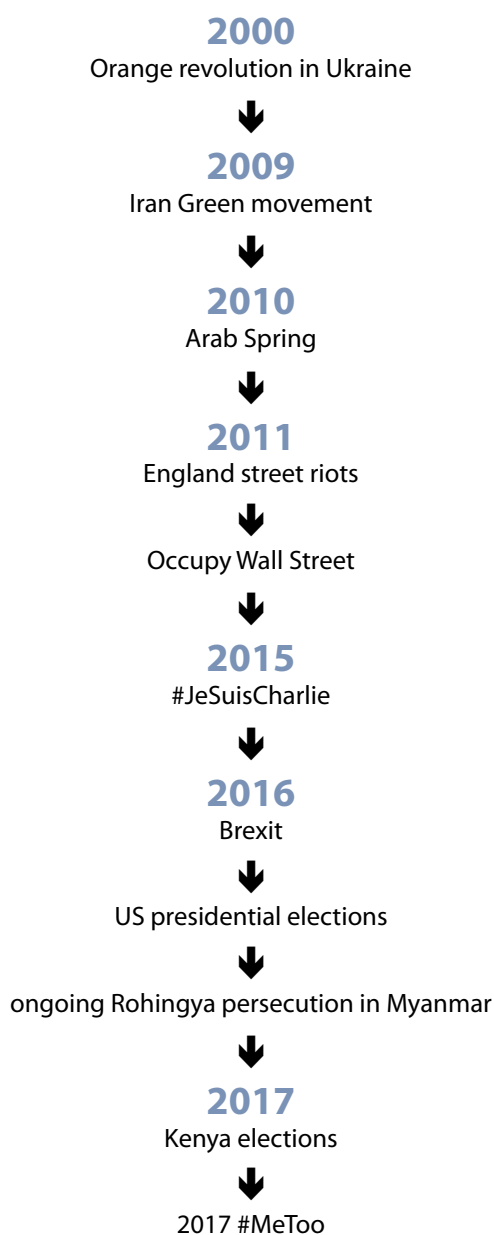 2000
Orange revolution in Ukraine
2009
Iran Green movement
2010
Arab Spring
2011
England street riots
Occupy Wall Street
2015
#JeSuisCharlie
2016
Brexit
US presidential elections
ongoing Rohingya persecution in Myanmar
2017
Kenya elections
2017 #MeToo